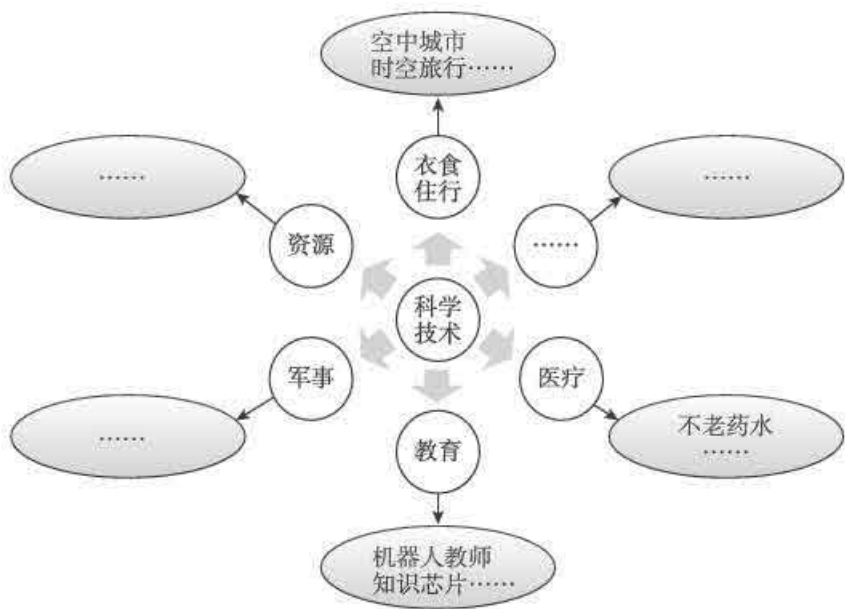 空中城市
时空旅行……
……
衣食
住行
……
资源
……
科学
技术
军事
医疗
……
教育
不老药水
……
机器人教师
知识芯片……